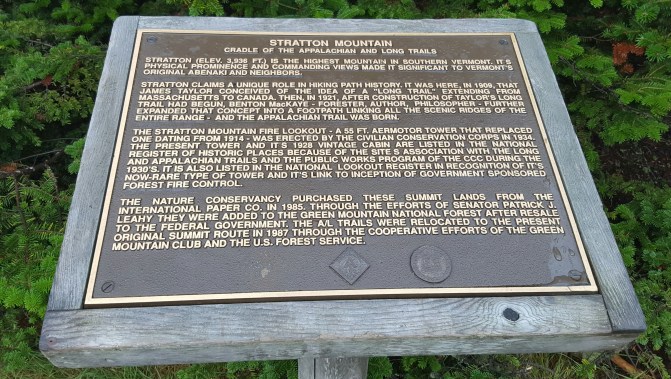 STRATTON MOUNTAIN
CRADLE OF THE APPALACHIAN AND LONG TRAILS
STRATTON (ELEV. 3,936 FT.) IS THE HIGHEST MOUNTAIN IN SOUTHERN VERMONT. IT'S
PHYSICAL PROMINENCE AND COMMANDING VIEWS MADE IT SIGNIFICANT TO VERMONT'S
ORIGINAL ABENAKI AND NEIGHBORS.
STRATTON CLAIMS A UNIQUE ROLE IN HIKING PATH HISTORY. IT WAS HERE, IN 1909, THAT
JAMES TAYLOR CONCEIVED OF THE IDEA OF A "LONG TRAIL" EXTENDING FROM
MASSACHUSETTS TO CANADA. THEN, IN 1921, AFTER CONSTRUCTION OF TAYLOR'S LONG
TRAIL HAD BEGUN, BENTON MacKAYE - FORESTER, AUTHOR, PHILOSOPHER - FURTHER
EXPANDED THAT CONCEPT INTO A FOOTPATH LINKING ALL THE SCENIC RIDGES OF THE
ENTIRE RANGE - AND THE APPALACHIAN TRAIL WAS BORN.
THE STRATTON MOUNTAIN FIRE LOOKOUT - A 55 FT. AERMOTOR TOWER THAT REPLACED
ONE DATING FROM 1914 - WAS ERECTED BY THE CIVILIAN CONSERVATION CORPS IN 1934.
THE PRESENT TOWER AND IT'S 1928 VINTAGE CABIN ARE LISTED IN THE NATIONAL
REGISTER OF HISTORIC PLACES BECAUSE OF THE SITE'S ASSOCIATION WITH THE LONG
AND APPALACHIAN TRAILS AND THE PUBLIC WORKS PROGRAM OF THE CCC DURING THE
1930'S. IT IS ALSO LISTED IN THE NATIONAL LOOKOUT REGISTER IN RECOGNITION OF IT'S
NOW-RARE TYPE OF TOWER AND IT'S LINK TO INCEPTION OF GOVERNMENT SPONSORED
FOREST FIRE CONTROL.
THE NATURE CONSERVANCY PURCHASED THESE SUMMIT LANDS FROM THE
INTERNATIONAL PAPER CO. IN 1985. THROUGH THE EFFORTS OF SENATOR PATRICK J.
LEAHY, THEY WERE ADDED TO THE GREEN MOUNTAIN NATIONAL FOREST AFTER RESALE
TO THE FEDERAL GOVERNMENT. THE A/L TRAILS WERE RELOCATED TO THE PRESENT
ORIGINAL SUMMIT ROUTE IN 1987 THROUGH THE COOPERATIVE EFFORTS OF THE GREEN
MOUNTAIN CLUB AND THE U.S. FOREST SERVICE.